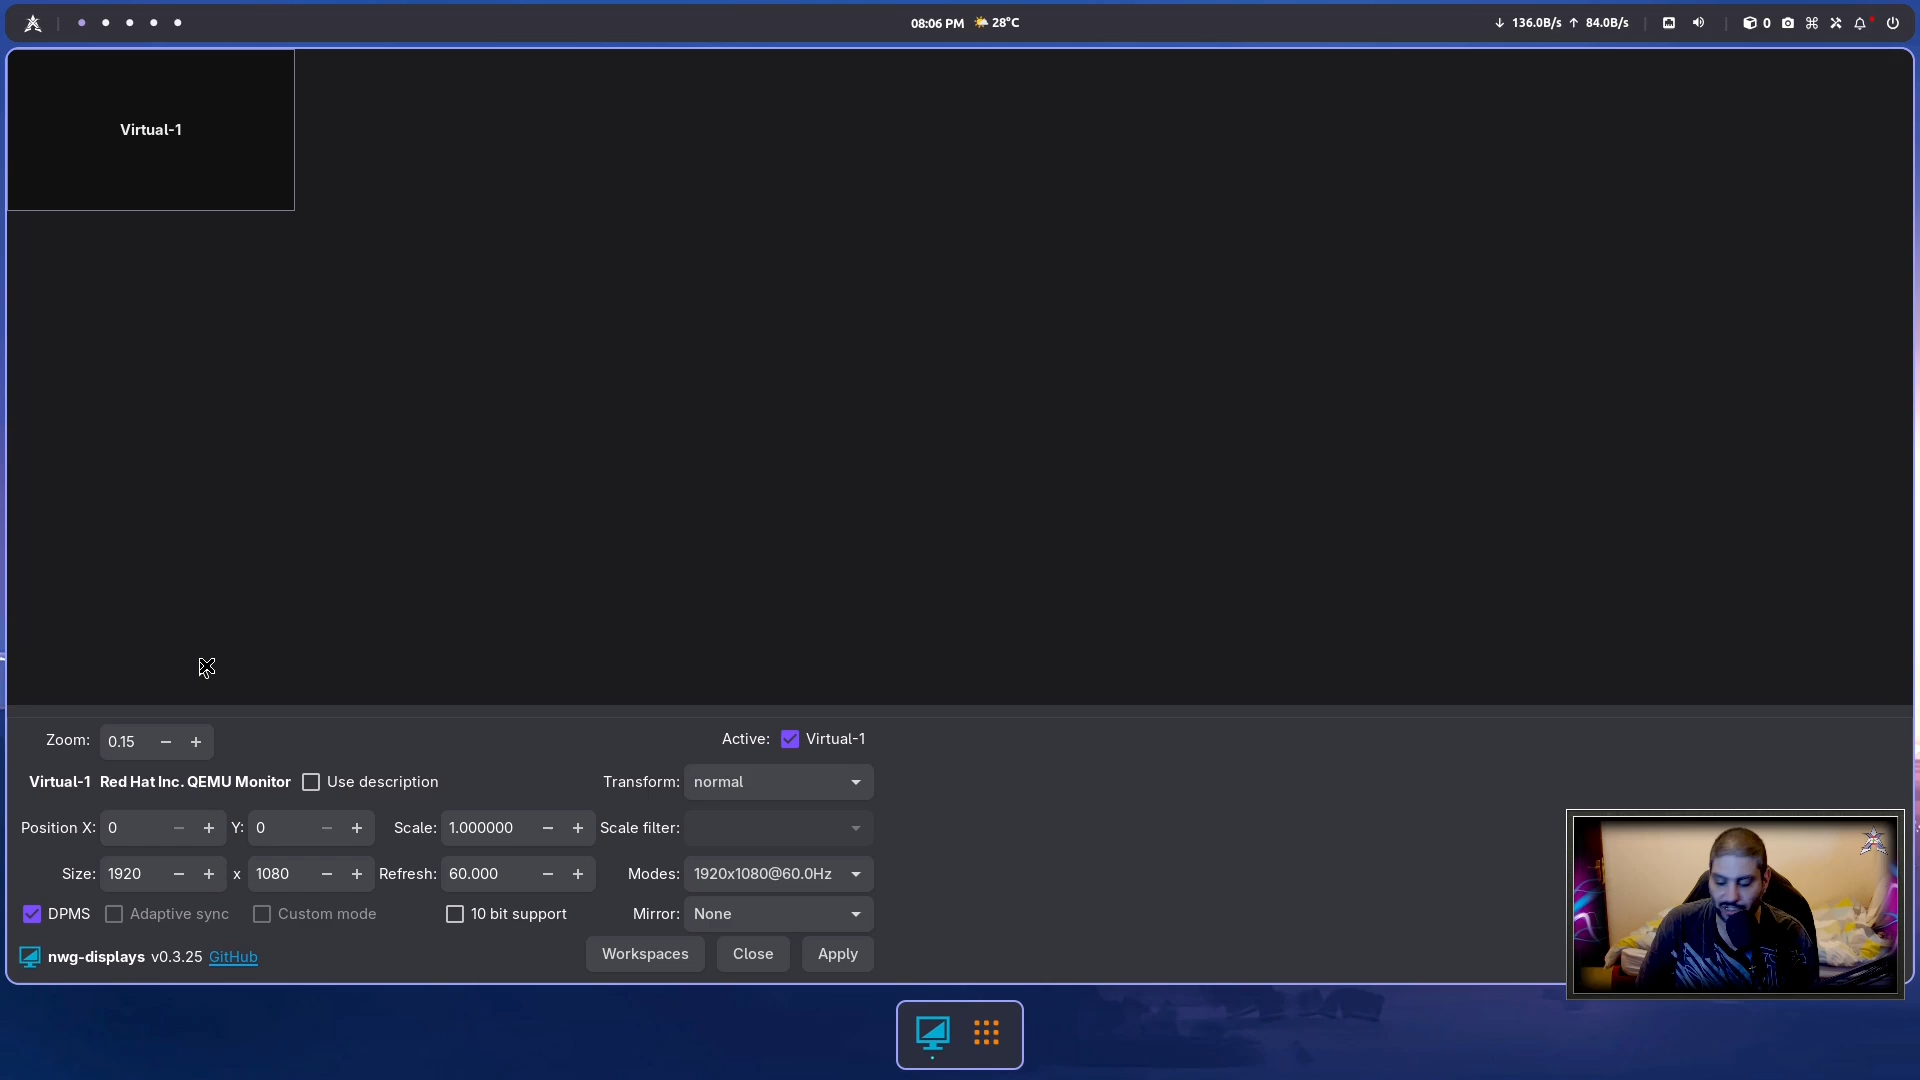 08:06 PM 28°C
136.0B/s 84.0B/s
0
Virtual-1
Zoom: 0.15 Active: Virtual-1
Virtual-1 Red Hat Inc. QEMU Monitor Use description Transform: normal
Position X: 0 Y: 0 Scale: 1.000000 Scale filter:
Size: 1920 x 1080 Refresh: 60.000 Modes: 1920x1080@60.0Hz
DPMS Adaptive sync Custom mode 10 bit support Mirror: None
nwg-displays v0.3.25 GitHub Workspaces Close Apply